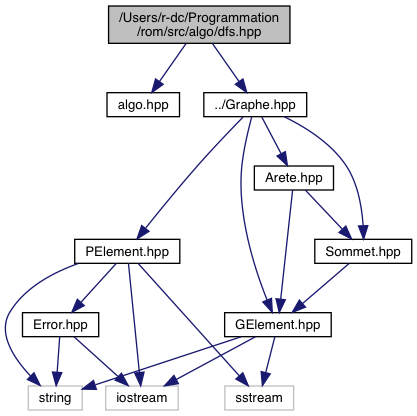 /Users/r-dc/Programmation
/rom/src/algo/dfs.hpp
algo.hpp
../Graphe.hpp
Arete.hpp
PElement.hpp
Sommet.hpp
Error.hpp
GElement.hpp
string
iostream
sstream